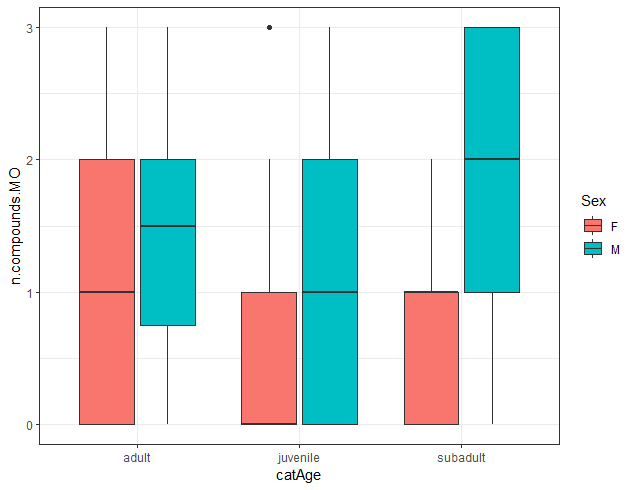 3
2
1
0
n.compounds.MO
adult
juvenile
subadult
catAge
Sex
F
M